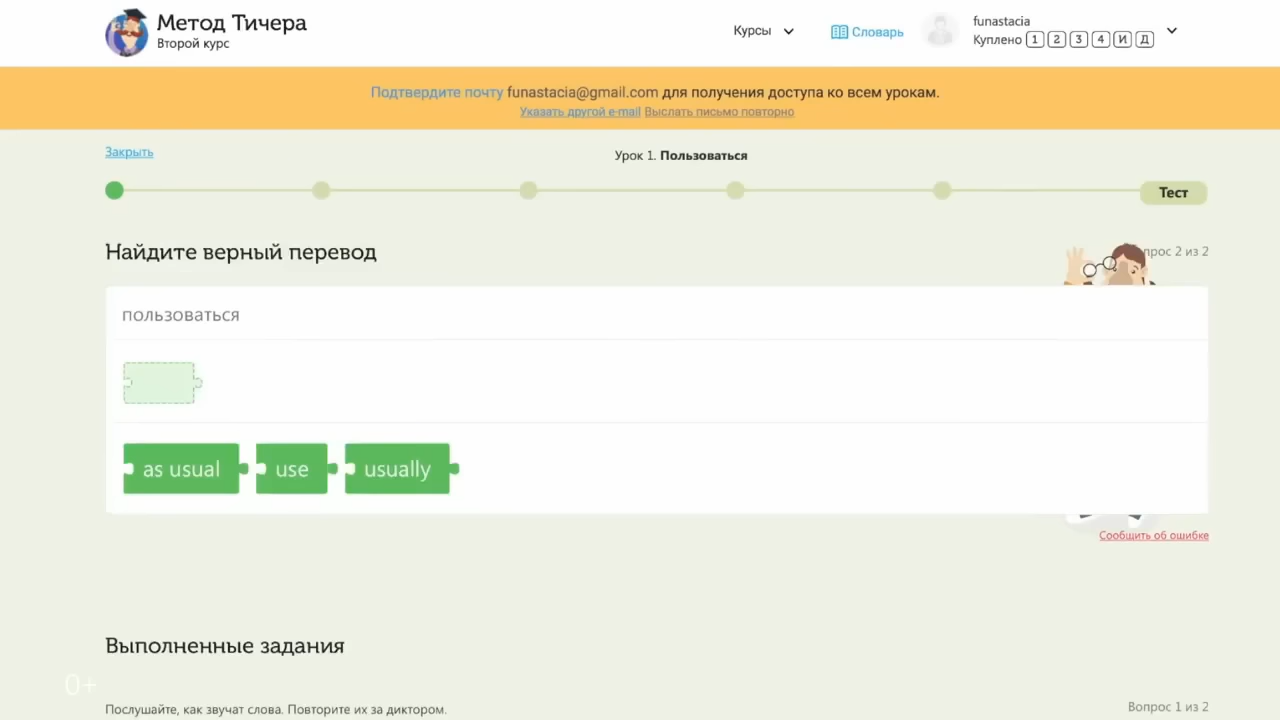 Метод Тичера
Второй курс
Курсы
Словарь
funastacia
Куплено 1 2 3 4 И Д
Подтвердите почту funastacia@gmail.com для получения доступа ко всем урокам.
Указать другой e-mail Выслать письмо повторно
Закрыть
Урок 1. Пользоваться
Тест
Найдите верный перевод
прос 2 из 2
пользоваться
as usual use usually
Сообщить об ошибке
Выполненные задания
0+
Послушайте, как звучат слова. Повторите их за диктором.
Вопрос 1 из 2